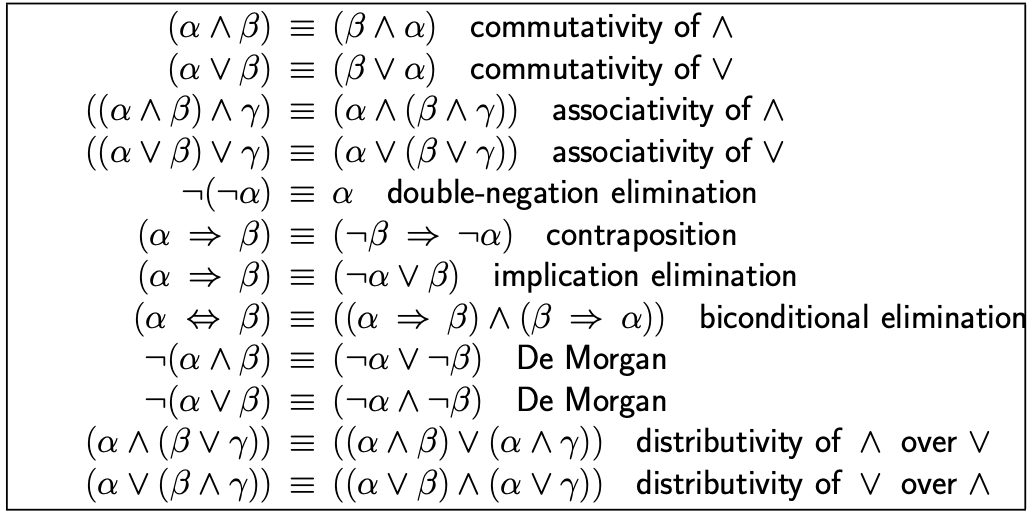 (α ∧ β) ≡ (β ∧ α) commutativity of ∧
(α ∨ β) ≡ (β ∨ α) commutativity of ∨
((α ∧ β) ∧ γ) ≡ (α ∧ (β ∧ γ)) associativity of ∧
((α ∨ β) ∨ γ) ≡ (α ∨ (β ∨ γ)) associativity of ∨
¬(¬α) ≡ α double-negation elimination
(α ⇒ β) ≡ (¬β ⇒ ¬α) contraposition
(α ⇒ β) ≡ (¬α ∨ β) implication elimination
(α ⇔ β) ≡ ((α ⇒ β) ∧ (β ⇒ α)) biconditional elimination
¬(α ∧ β) ≡ (¬α ∨ ¬β) De Morgan
¬(α ∨ β) ≡ (¬α ∧ ¬β) De Morgan
(α ∧ (β ∨ γ)) ≡ ((α ∧ β) ∨ (α ∧ γ)) distributivity of ∧ over ∨
(α ∨ (β ∧ γ)) ≡ ((α ∨ β) ∧ (α ∨ γ)) distributivity of ∨ over ∧